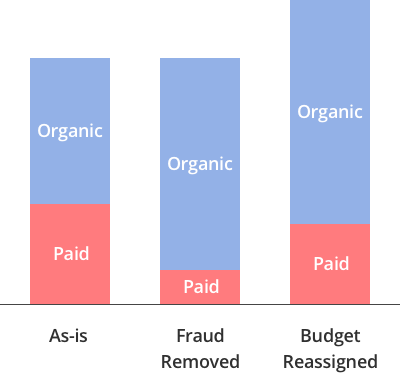 Organic
Organic
Organic
Paid
Paid
Paid
As-is
Fraud
Removed
Budget
Reassigned